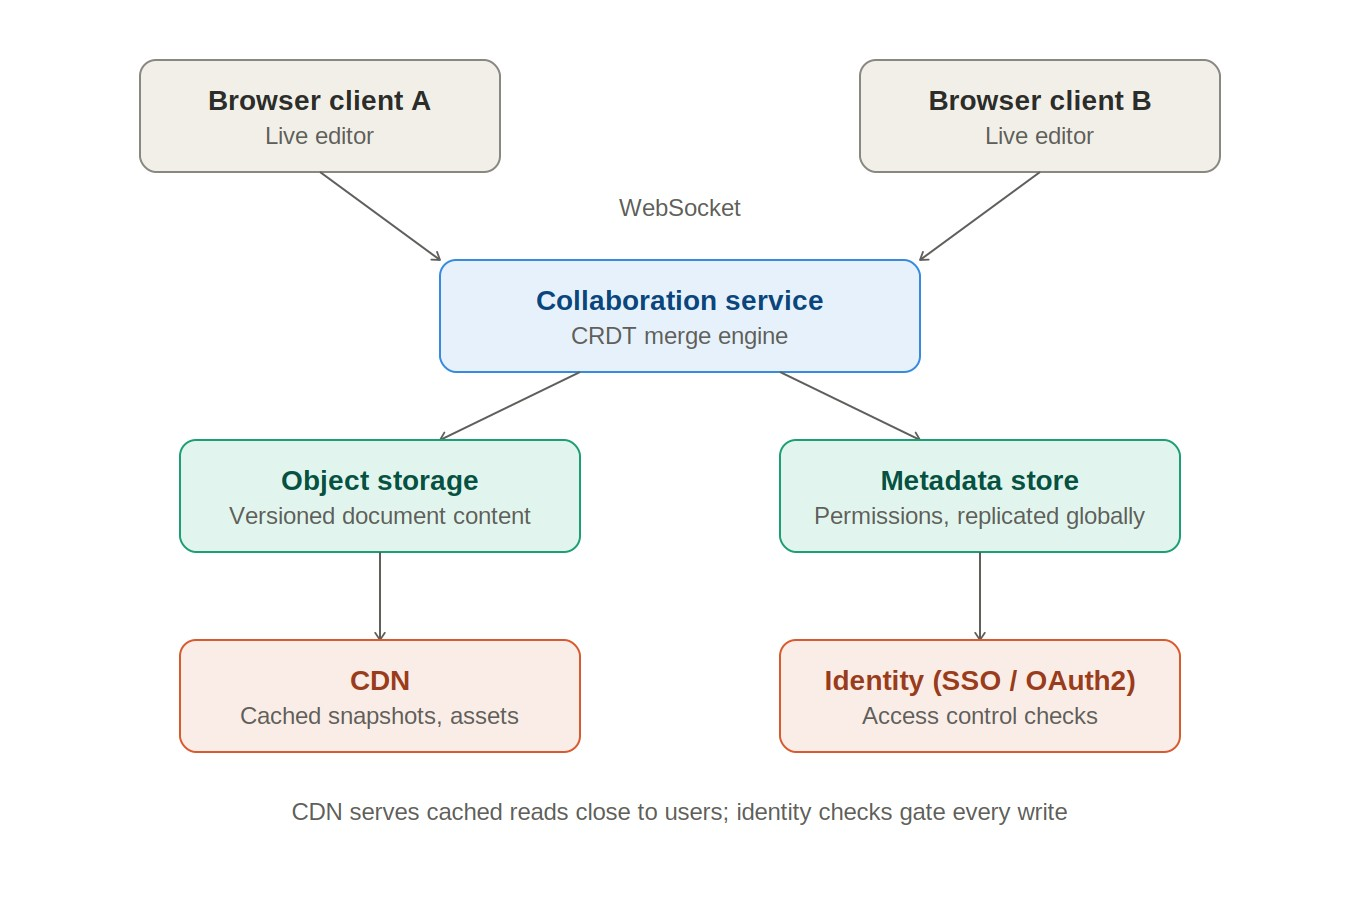 Browser client A
Live editor
Browser client B
Live editor
WebSocket
Collaboration service
CRDT merge engine
Object storage
Versioned document content
Metadata store
Permissions, replicated globally
CDN
Cached snapshots, assets
Identity (SSO / OAuth2)
Access control checks
CDN serves cached reads close to users; identity checks gate every write